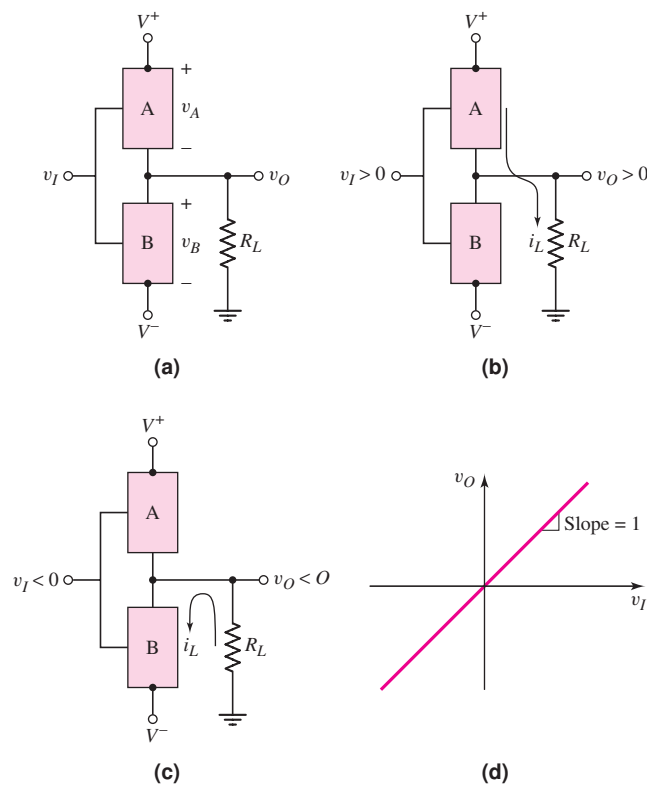 V⁺
+
A
v_A
−
v_I
v_O
+
B
v_B
−
R_L
V⁻
(a)
V⁺
A
v_I > 0
v_O > 0
B
i_L
R_L
V⁻
(b)
V⁺
A
v_I < 0
v_O < O
B
i_L
R_L
V⁻
(c)
v_O
Slope = 1
v_I
(d)